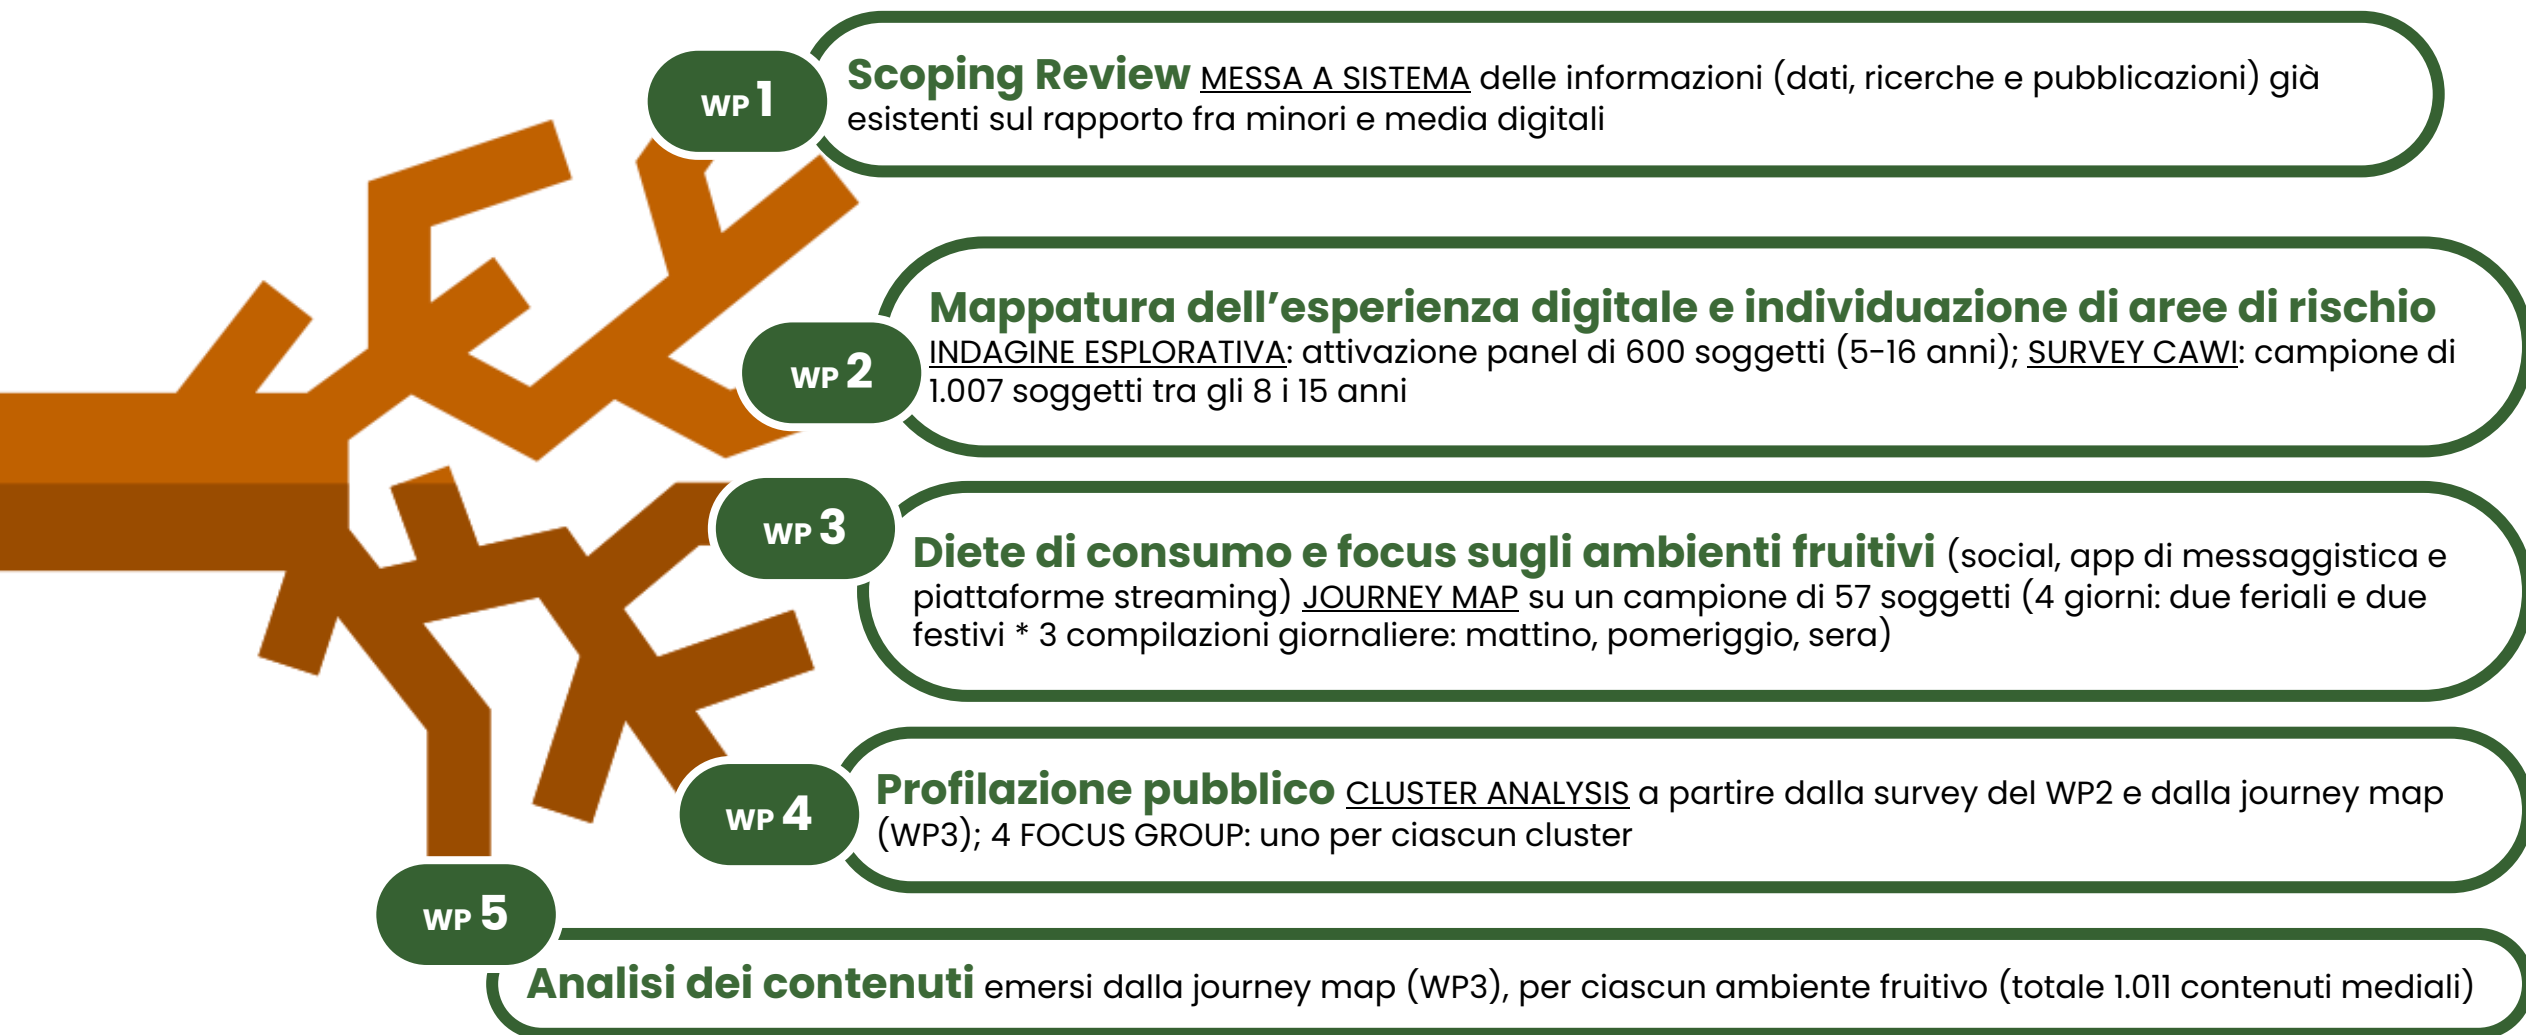 WP 1
Scoping Review MESSA A SISTEMA delle informazioni (dati, ricerche e pubblicazioni) già
esistenti sul rapporto fra minori e media digitali
WP 2
Mappatura dell’esperienza digitale e individuazione di aree di rischio
INDAGINE ESPLORATIVA: attivazione panel di 600 soggetti (5-16 anni); SURVEY CAWI: campione di
1.007 soggetti tra gli 8 i 15 anni
WP 3
Diete di consumo e focus sugli ambienti fruitivi (social, app di messaggistica e
piattaforme streaming) JOURNEY MAP su un campione di 57 soggetti (4 giorni: due feriali e due
festivi * 3 compilazioni giornaliere: mattino, pomeriggio, sera)
WP 4
Profilazione pubblico CLUSTER ANALYSIS a partire dalla survey del WP2 e dalla journey map
(WP3); 4 FOCUS GROUP: uno per ciascun cluster
WP 5
Analisi dei contenuti emersi dalla journey map (WP3), per ciascun ambiente fruitivo (totale 1.011 contenuti mediali)